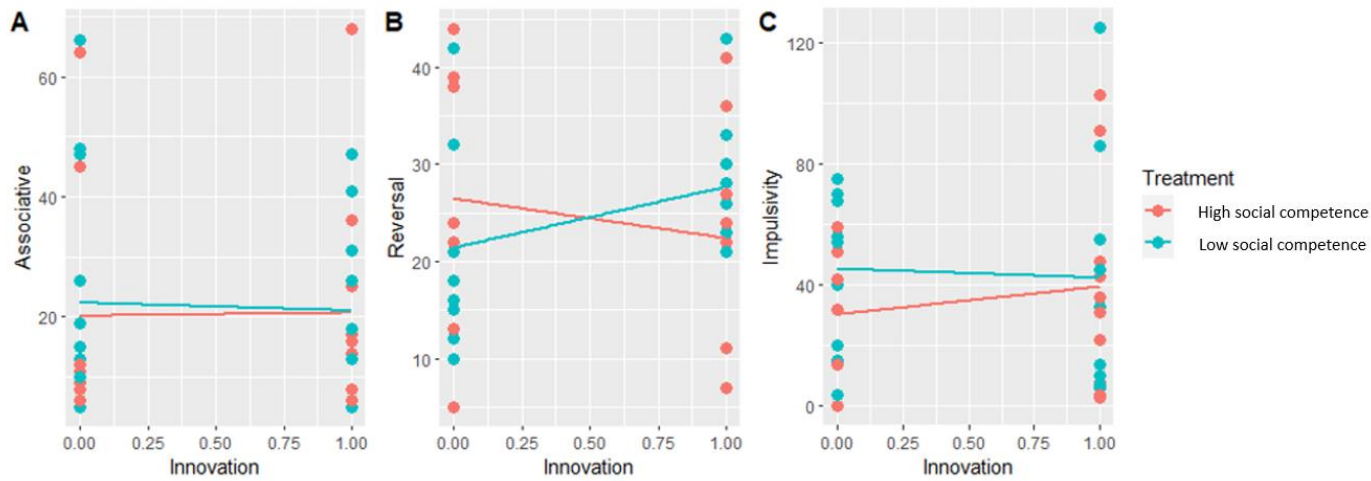 A
Associative
60
40
20
0.00 0.25 0.50 0.75 1.00
Innovation
B
Reversal
40
30
20
10
0.00 0.25 0.50 0.75 1.00
Innovation
C
Impulsivity
120
80
40
0
0.00 0.25 0.50 0.75 1.00
Innovation
Treatment
High social competence
Low social competence